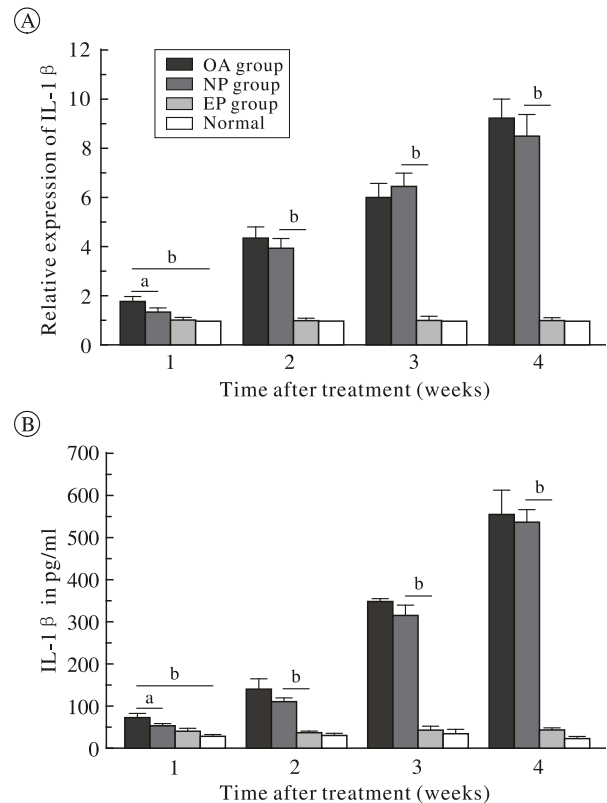 A
12
10
8
6
4
2
0
Relative expression of IL-1 β
OA group
NP group
EP group
Normal
b
a
b
b
b
1 2 3 4
Time after treatment (weeks)
B
700
600
500
400
300
200
100
0
IL-1 β in pg/ml
b
a
b
b
b
1 2 3 4
Time after treatment (weeks)